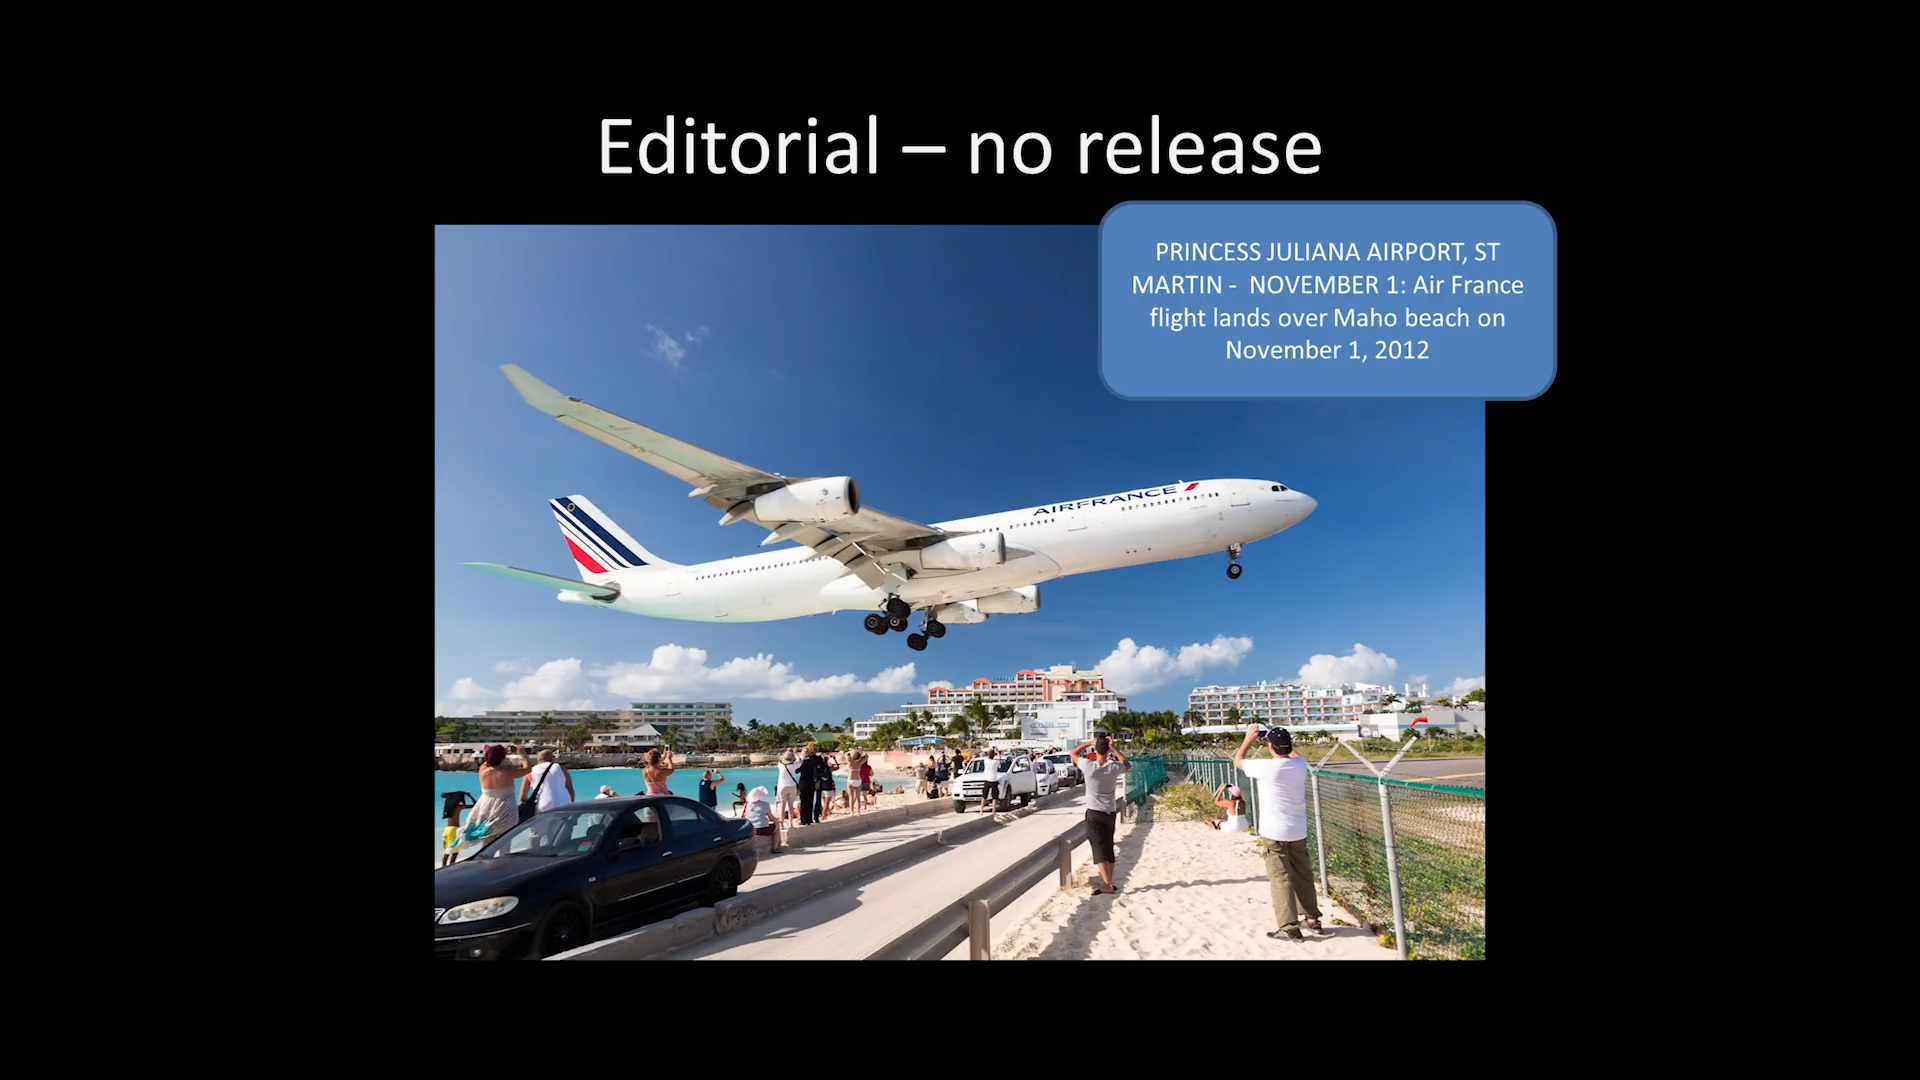 Editorial – no release
PRINCESS JULIANA AIRPORT, ST
MARTIN -  NOVEMBER 1: Air France
flight lands over Maho beach on
November 1, 2012
AIRFRANCE